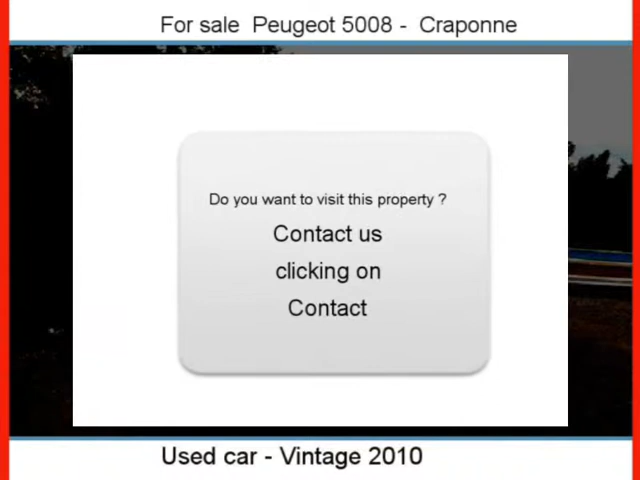 For sale Peugeot 5008 - Craponne
Do you want to visit this property ?
Contact us
clicking on
Contact
Used car - Vintage 2010